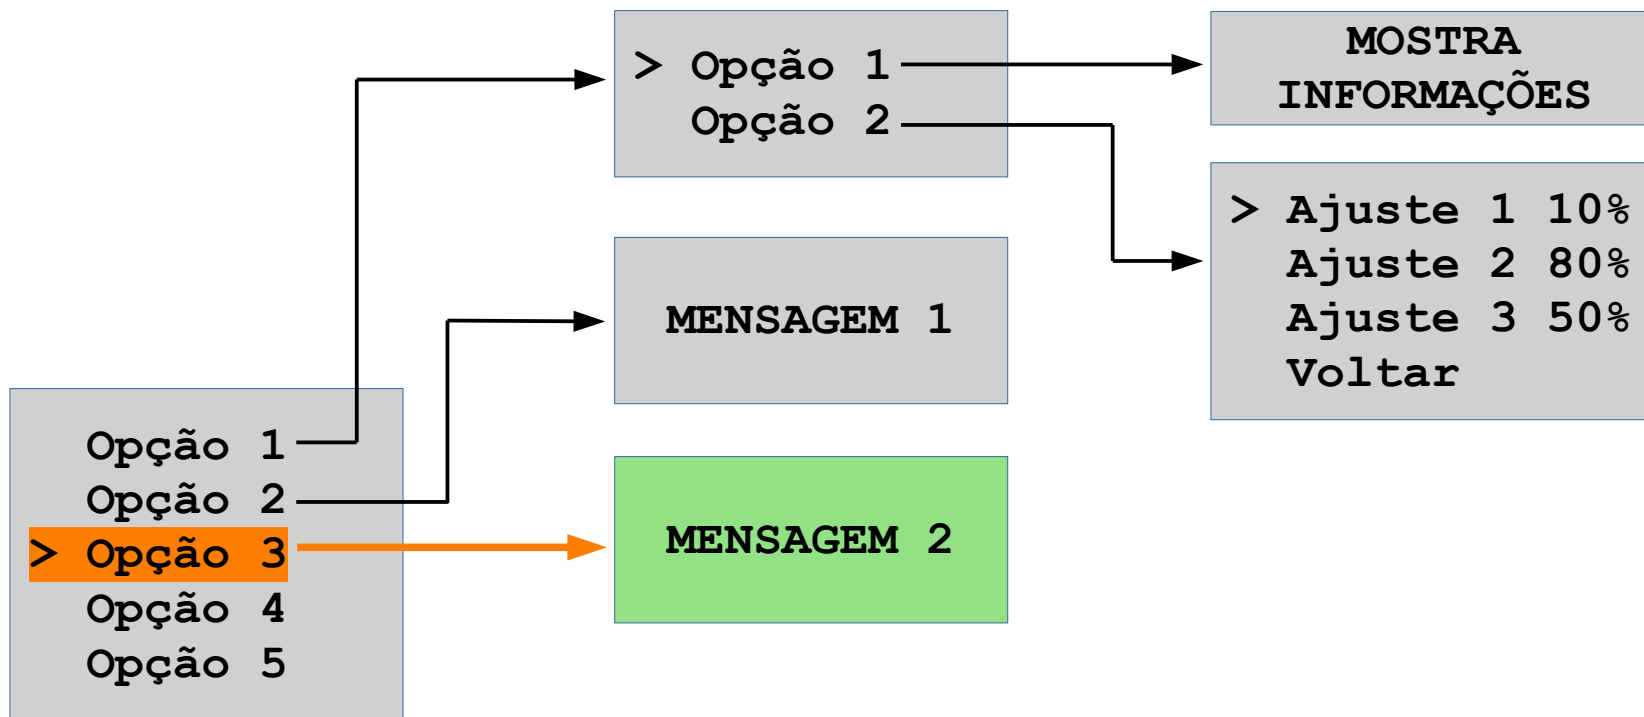 > Opção 1
Opção 2
MOSTRA
INFORMAÇÕES
> Ajuste 1 10%
Ajuste 2 80%
Ajuste 3 50%
Voltar
MENSAGEM 1
MENSAGEM 2
Opção 1
Opção 2
> Opção 3
Opção 4
Opção 5